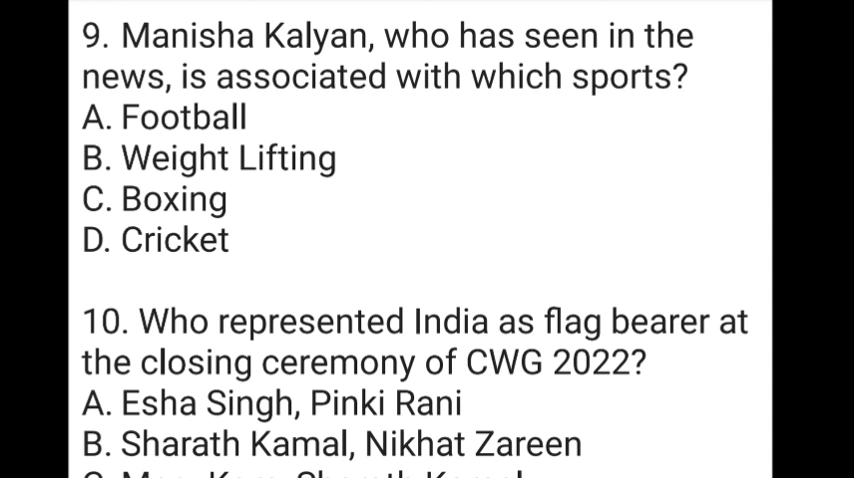 9. Manisha Kalyan, who has seen in the
news, is associated with which sports?
A. Football
B. Weight Lifting
C. Boxing
D. Cricket
10. Who represented India as flag bearer at
the closing ceremony of CWG 2022?
A. Esha Singh, Pinki Rani
B. Sharath Kamal, Nikhat Zareen